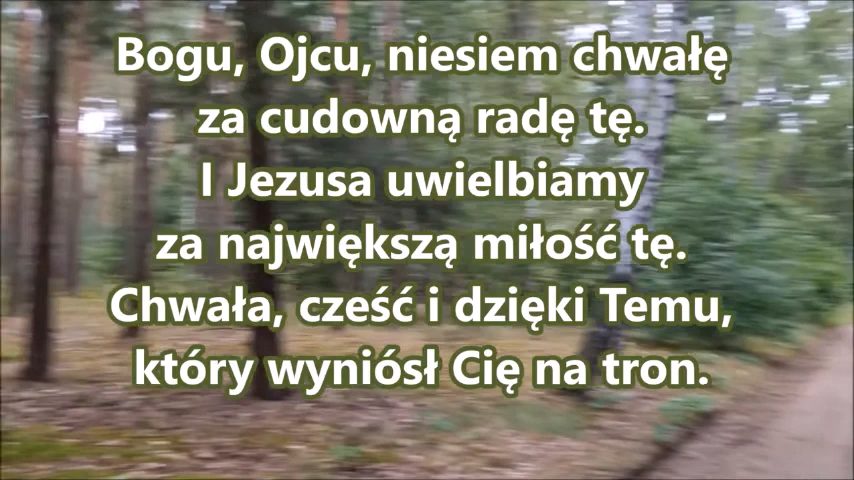 Bogu, Ojcu, niesiem chwałę
za cudowną radę tę.
I Jezusa uwielbiamy
za największą miłość tę.
Chwała, cześć i dzięki Temu,
który wyniósł Cię na tron.